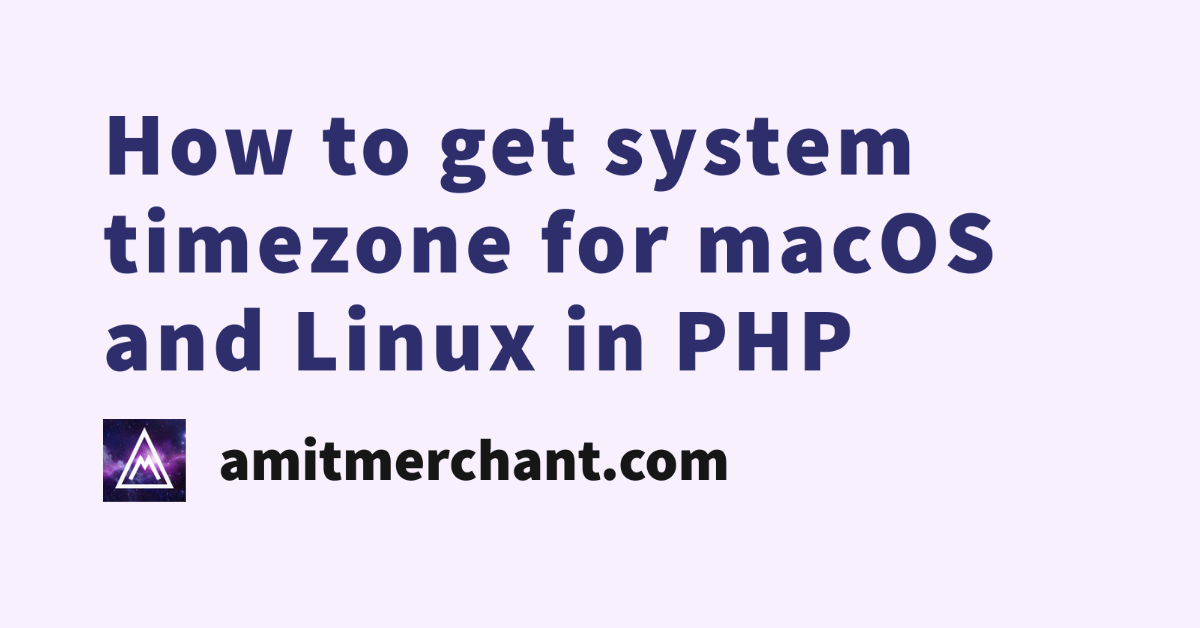 How to get system
timezone for macOS
and Linux in PHP
amitmerchant.com